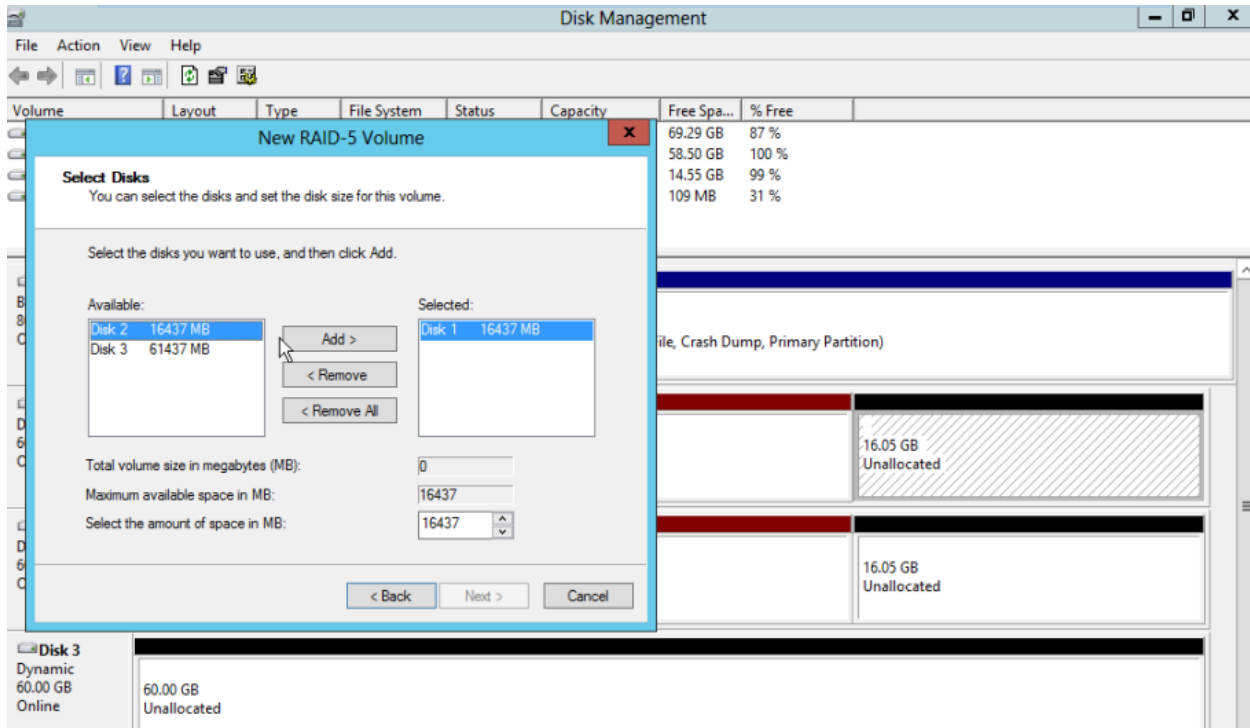 Disk Management
File Action View Help
Volume Layout Type File System Status Capacity Free Spa... % Free
69.29 GB 87 %
58.50 GB 100 %
14.55 GB 99 %
109 MB 31 %
New RAID-5 Volume
Select Disks
You can select the disks and set the disk size for this volume.
Select the disks you want to use, and then click Add.
Available: Selected:
Disk 2 16437 MB
Disk 3 61437 MB
Add >
< Remove
< Remove All
Disk 1 16437 MB
Total volume size in megabytes (MB): 0
Maximum available space in MB: 16437
Select the amount of space in MB: 16437
< Back Next > Cancel
ile, Crash Dump, Primary Partition)
16.05 GB
Unallocated
16.05 GB
Unallocated
Disk 3
Dynamic
60.00 GB
Online
60.00 GB
Unallocated